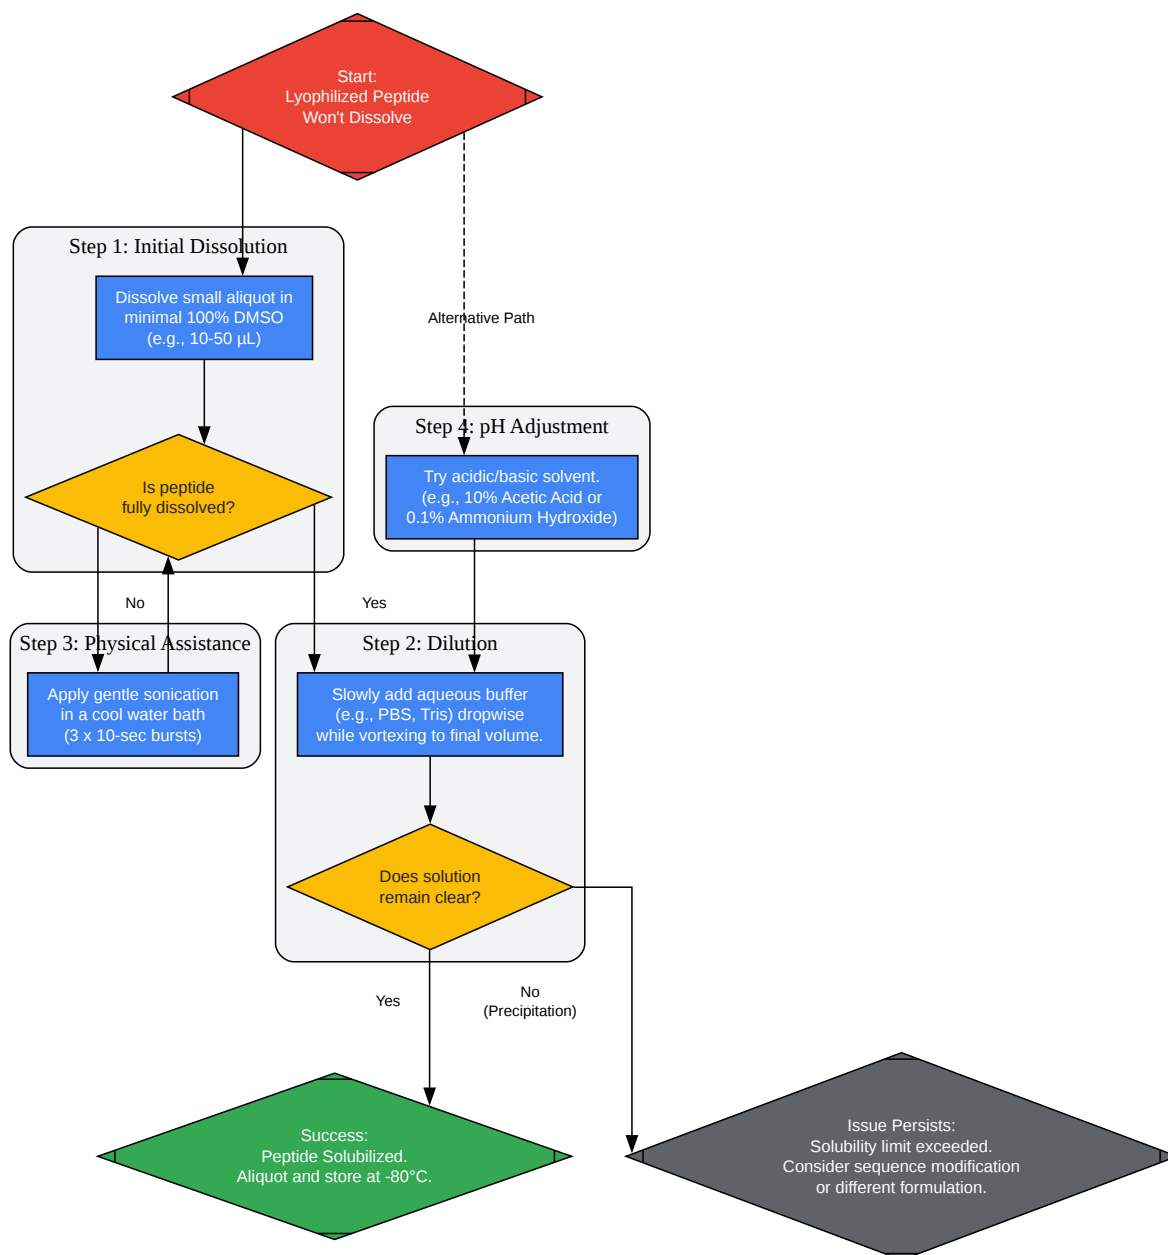 Start:
Lyophilized Peptide
Won't Dissolve
Step 1: Initial Dissolution
Dissolve small aliquot in
minimal 100% DMSO
(e.g., 10-50 µL)
Alternative Path
Step 4: pH Adjustment
Try acidic/basic solvent.
(e.g., 10% Acetic Acid or
0.1% Ammonium Hydroxide)
Is peptide
fully dissolved?
No
Yes
Step 3: Physical Assistance
Apply gentle sonication
in a cool water bath
(3 x 10-sec bursts)
Step 2: Dilution
Slowly add aqueous buffer
(e.g., PBS, Tris) dropwise
while vortexing to final volume.
Does solution
remain clear?
Yes
No
(Precipitation)
Success:
Peptide Solubilized.
Aliquot and store at -80°C.
Issue Persists:
Solubility limit exceeded.
Consider sequence modification
or different formulation.